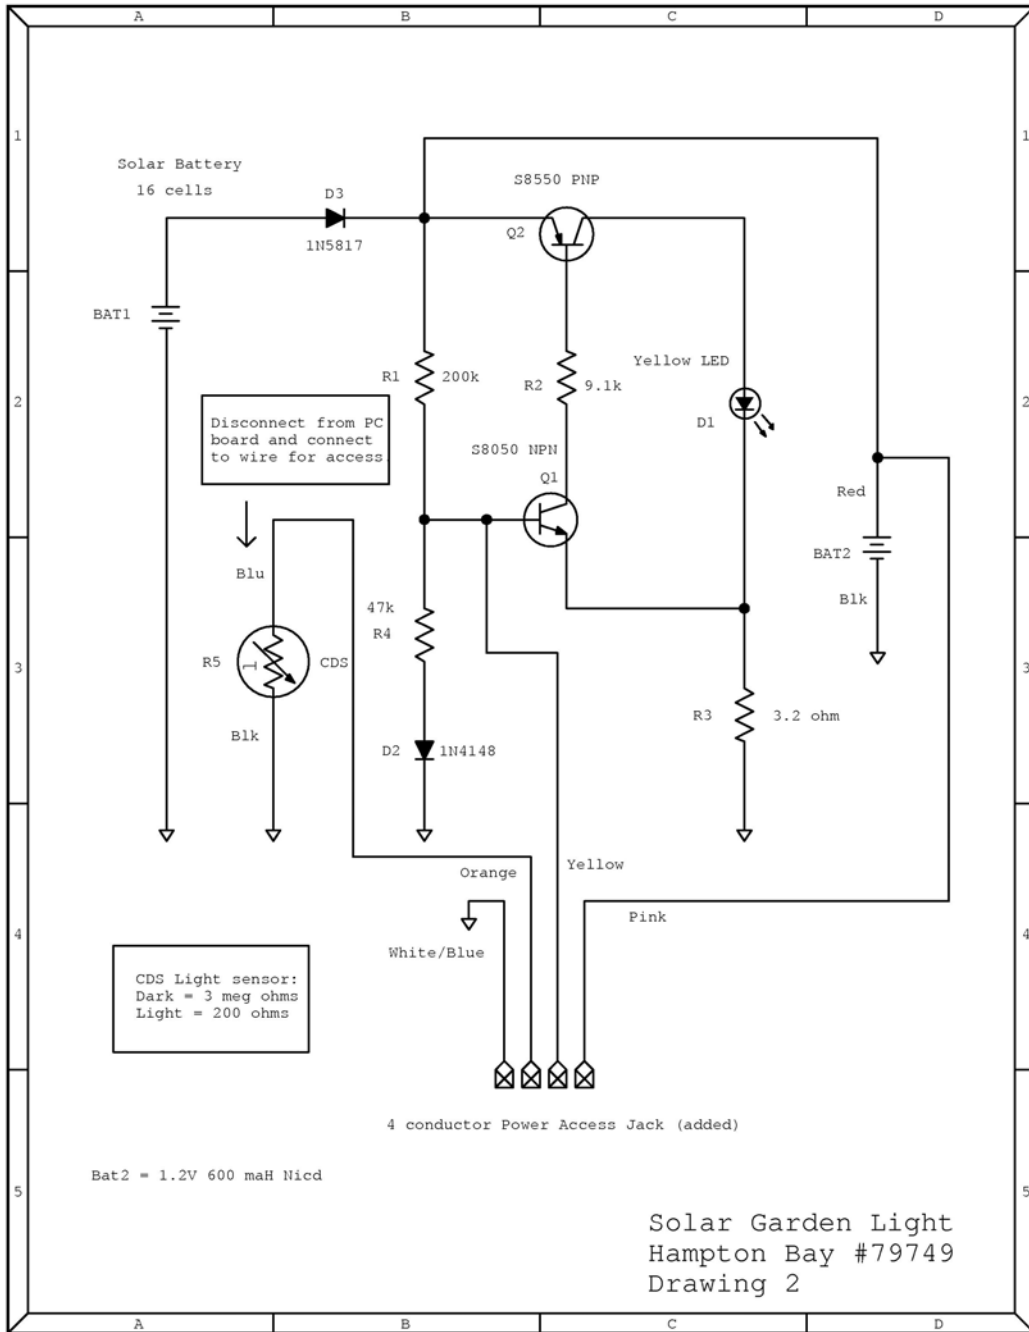 A B C D
1 1
Solar Battery
16 cells
S8550 PNP
D3
Q2
1N5817
BAT1
Yellow LED
R1 200k
R2 9.1k
2 2
Disconnect from PC
board and connect
to wire for access
D1
S8050 NPN
Q1
Red
BAT2
Blu
Blk
47k
R4
R5 1 CDS
3 3
R3 3.2 ohm
Blk
D2 1N4148
Orange
Yellow
Pink
4 4
White/Blue
CDS Light sensor:
Dark = 3 meg ohms
Light = 200 ohms
4 conductor Power Access Jack (added)
Bat2 = 1.2V 600 maH Nicd
5 5
Solar Garden Light
Hampton Bay #79749
Drawing 2
A B C D